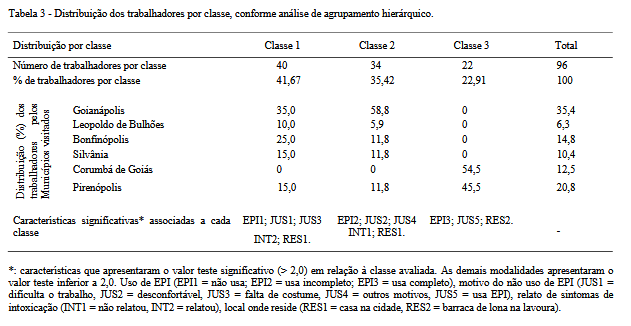 Tabela 3 - Distribuição dos trabalhadores por classe, conforme análise de agrupamento hierárquico.
Distribuição por classe Classe 1 Classe 2 Classe 3 Total
Número de trabalhadores por classe 40 34 22 96
% de trabalhadores por classe 41,67 35,42 22,91 100
Distribuição (%) dos
trabalhadores pelos
Municípios visitados
Goianápolis 35,0 58,8 0 35,4
Leopoldo de Bulhões 10,0 5,9 0 6,3
Bonfinópolis 25,0 11,8 0 14,8
Silvânia 15,0 11,8 0 10,4
Corumbá de Goiás 0 0 54,5 12,5
Pirenópolis 15,0 11,8 45,5 20,8
Características significativas* associadas a cada
classe
EPI1; JUS1; JUS3
INT2; RES1.
EPI2; JUS2; JUS4
INT1; RES1.
EPI3; JUS5; RES2.
-
*: características que apresentaram o valor teste significativo (> 2,0) em relação à classe avaliada. As demais modalidades apresentaram o
valor teste inferior a 2,0. Uso de EPI (EPI1 = não usa; EPI2 = usa incompleto; EPI3 = usa completo), motivo do não uso de EPI (JUS1 =
dificulta o trabalho, JUS2 = desconfortável, JUS3 = falta de costume, JUS4 = outros motivos, JUS5 = usa EPI), relato de sintomas de
intoxicação (INT1 = não relatou, INT2 = relatou), local onde reside (RES1 = casa na cidade, RES2 = barraca de lona na lavoura).